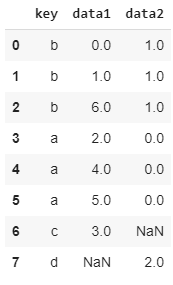 key data1 data2
0 b 0.0 1.0
1 b 1.0 1.0
2 b 6.0 1.0
3 a 2.0 0.0
4 a 4.0 0.0
5 a 5.0 0.0
6 c 3.0 NaN
7 d NaN 2.0